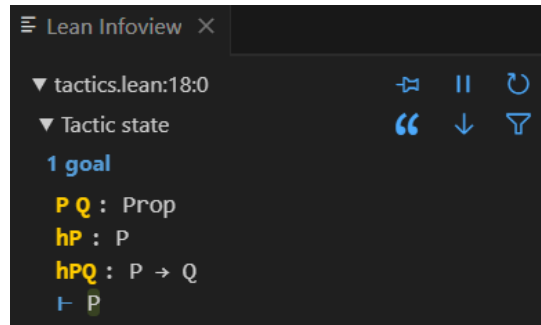 Lean Infoview
tactics.lean:18:0
Tactic state
1 goal
P Q : Prop
hP : P
hPQ : P → Q
⊢ P